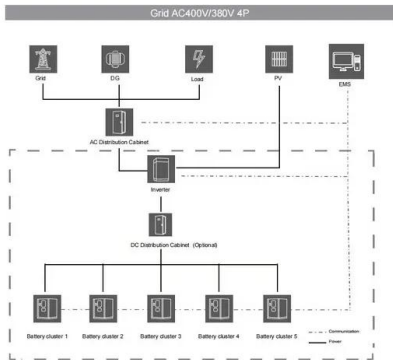 Grid AC400V/380V 4P
Grid
DG
Load
PV
EMS
AC Distribution Cabinet
Inverter
DC Distribution Cabinet (Optional)
Battery cluster 1
Battery cluster 2
Battery cluster 3
Battery cluster 4
Battery cluster 5
Communication
Power